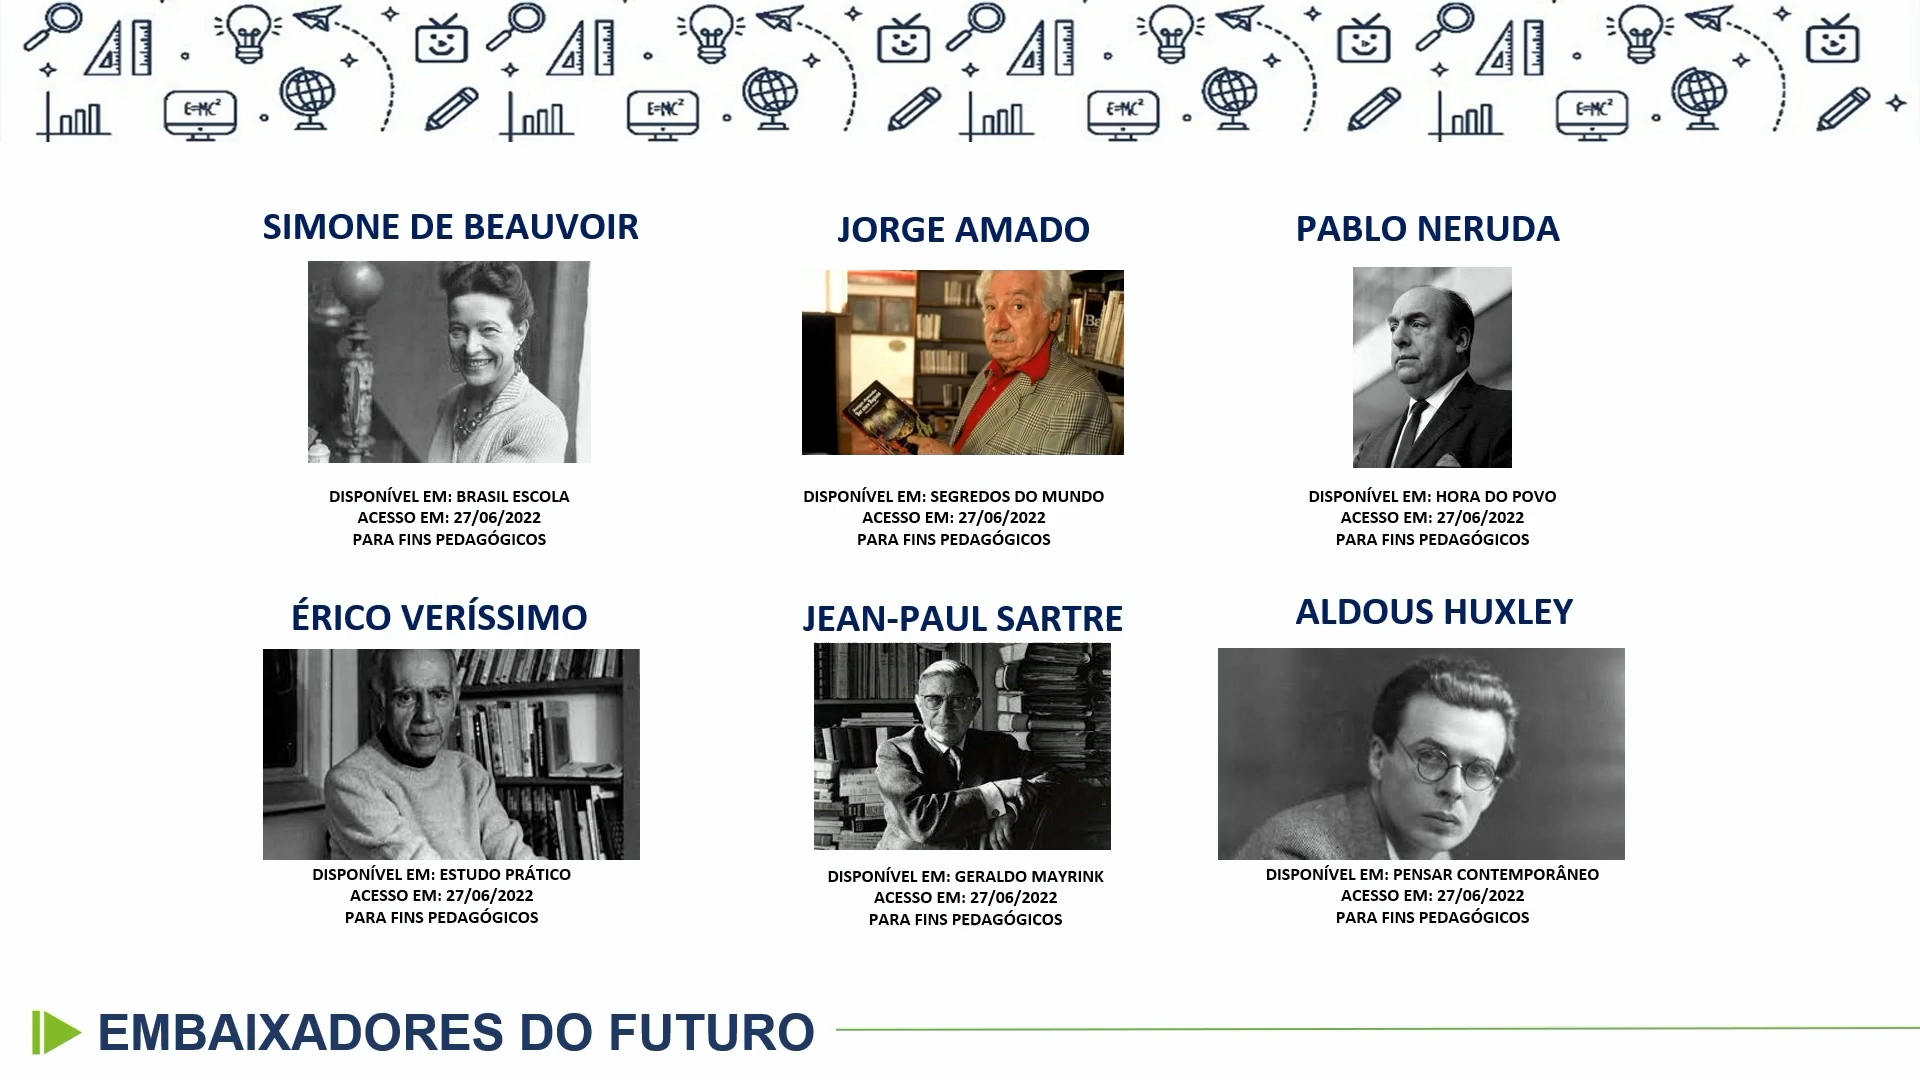 E=MC²
E=MC²
E=MC²
E=MC²
SIMONE DE BEAUVOIR
JORGE AMADO
PABLO NERUDA
DISPONÍVEL EM: BRASIL ESCOLA
ACESSO EM: 27/06/2022
PARA FINS PEDAGÓGICOS
DISPONÍVEL EM: SEGREDOS DO MUNDO
ACESSO EM: 27/06/2022
PARA FINS PEDAGÓGICOS
DISPONÍVEL EM: HORA DO POVO
ACESSO EM: 27/06/2022
PARA FINS PEDAGÓGICOS
ÉRICO VERÍSSIMO
JEAN-PAUL SARTRE
ALDOUS HUXLEY
DISPONÍVEL EM: ESTUDO PRÁTICO
ACESSO EM: 27/06/2022
PARA FINS PEDAGÓGICOS
DISPONÍVEL EM: GERALDO MAYRINK
ACESSO EM: 27/06/2022
PARA FINS PEDAGÓGICOS
DISPONÍVEL EM: PENSAR CONTEMPORÂNEO
ACESSO EM: 27/06/2022
PARA FINS PEDAGÓGICOS
EMBAIXADORES DO FUTURO